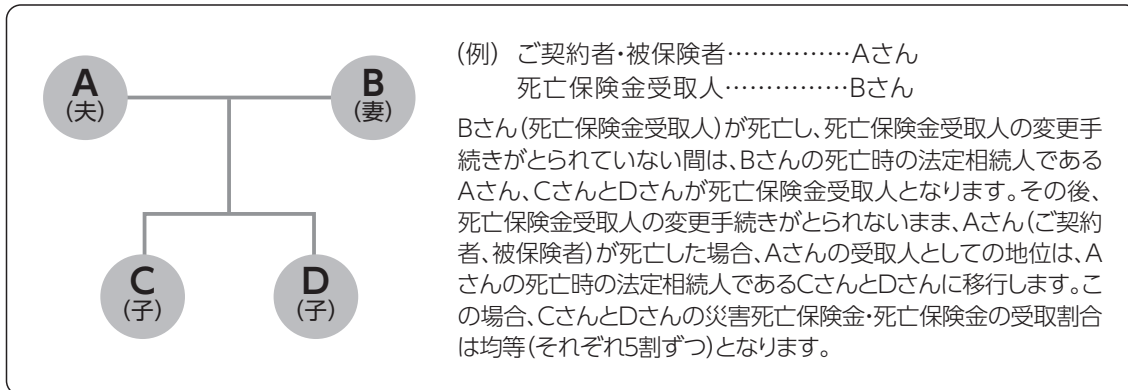 A
(夫)
B
(妻)
C
(子)
D
(子)
(例) ご契約者・被保険者……………Aさん
死亡保険金受取人……………Bさん
Bさん(死亡保険金受取人)が死亡し、死亡保険金受取人の変更手
続きがとられていない間は、Bさんの死亡時の法定相続人である
Aさん、CさんとDさんが死亡保険金受取人となります。その後、
死亡保険金受取人の変更手続きがとられないまま、Aさん(ご契約
者、被保険者)が死亡した場合、Aさんの受取人としての地位は、A
さんの死亡時の法定相続人であるCさんとDさんに移行します。こ
の場合、CさんとDさんの災害死亡保険金・死亡保険金の受取割合
は均等(それぞれ5割ずつ)となります。